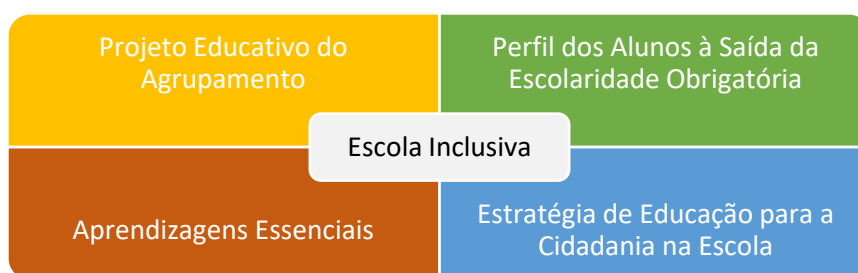 Projeto Educativo do
Agrupamento
Perfil dos Alunos à Saída da
Escolaridade Obrigatória
Escola Inclusiva
Aprendizagens Essenciais
Estratégia de Educação para a
Cidadania na Escola